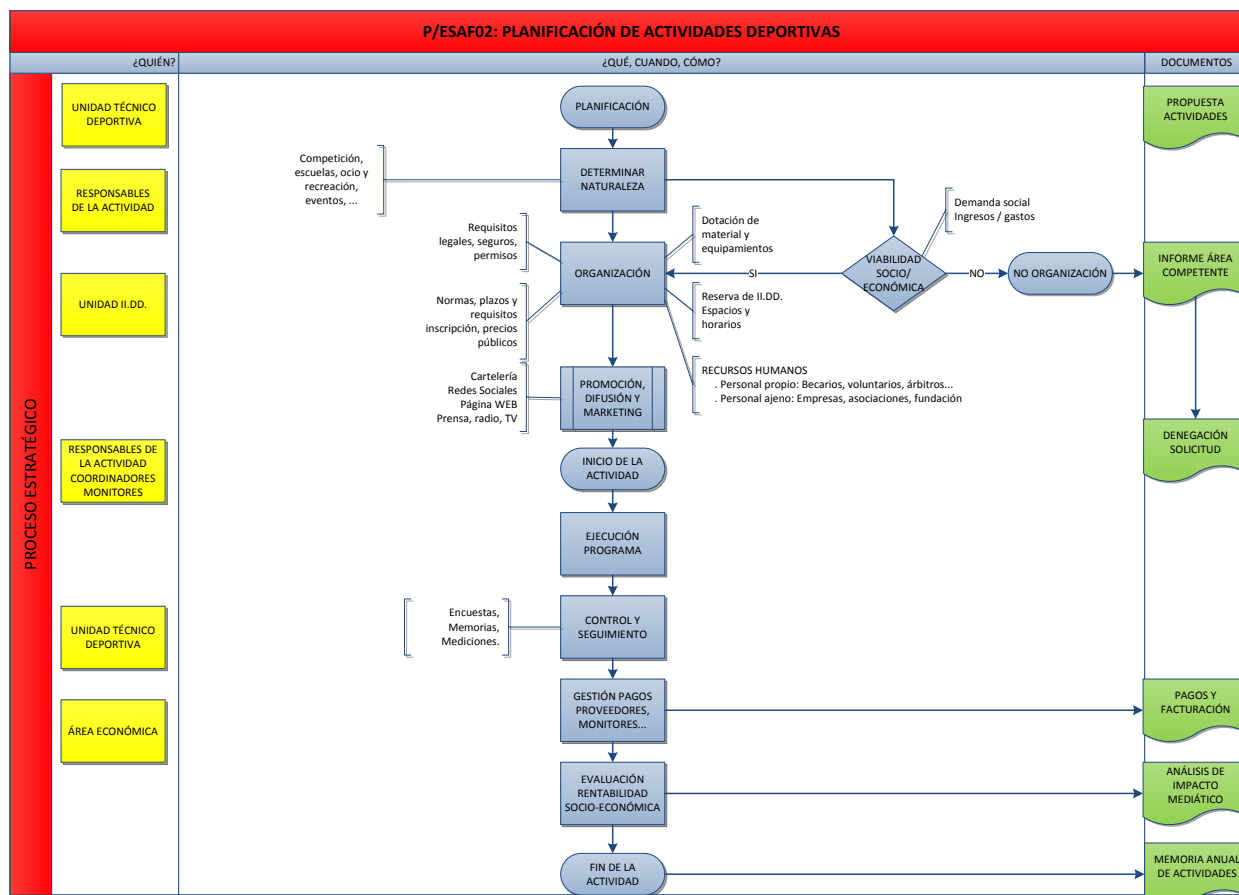 P/ESAF02: PLANIFICACIÓN DE ACTIVIDADES DEPORTIVAS
¿QUIÉN?
¿QUÉ, CUANDO, CÓMO?
DOCUMENTOS
PROCESO ESTRATÉGICO
UNIDAD TÉCNICO
DEPORTIVA
PLANIFICACIÓN
PROPUESTA
ACTIVIDADES
Competición,
escuelas, ocio y
recreación,
eventos, ...
DETERMINAR
NATURALEZA
RESPONSABLES
DE LA ACTIVIDAD
Demanda social
Ingresos / gastos
Requisitos
legales, seguros,
permisos
Dotación de
material y
equipamientos
ORGANIZACIÓN
SI
VIABILIDAD
SOCIO/
ECONÓMICA
NO
NO ORGANIZACIÓN
INFORME ÁREA
COMPETENTE
UNIDAD II.DD.
Normas, plazos y
requisitos
inscripción, precios
públicos
Reserva de II.DD.
Espacios y
horarios
Cartelería
Redes Sociales
Página WEB
Prensa, radio, TV
PROMOCIÓN,
DIFUSIÓN Y
MARKETING
RECURSOS HUMANOS
. Personal propio: Becarios, voluntarios, árbitros...
. Personal ajeno: Empresas, asociaciones, fundación
RESPONSABLES DE
LA ACTIVIDAD
COORDINADORES
MONITORES
INICIO DE LA
ACTIVIDAD
DENEGACIÓN
SOLICITUD
EJECUCIÓN
PROGRAMA
UNIDAD TÉCNICO
DEPORTIVA
Encuestas,
Memorias,
Mediciones.
CONTROL Y
SEGUIMIENTO
ÁREA ECONÓMICA
GESTIÓN PAGOS
PROVEEDORES,
MONITORES...
PAGOS Y
FACTURACIÓN
EVALUACIÓN
RENTABILIDAD
SOCIO-ECONÓMICA
ANÁLISIS DE
IMPACTO
MEDIÁTICO
FIN DE LA
ACTIVIDAD
MEMORIA ANUAL
DE ACTIVIDADES